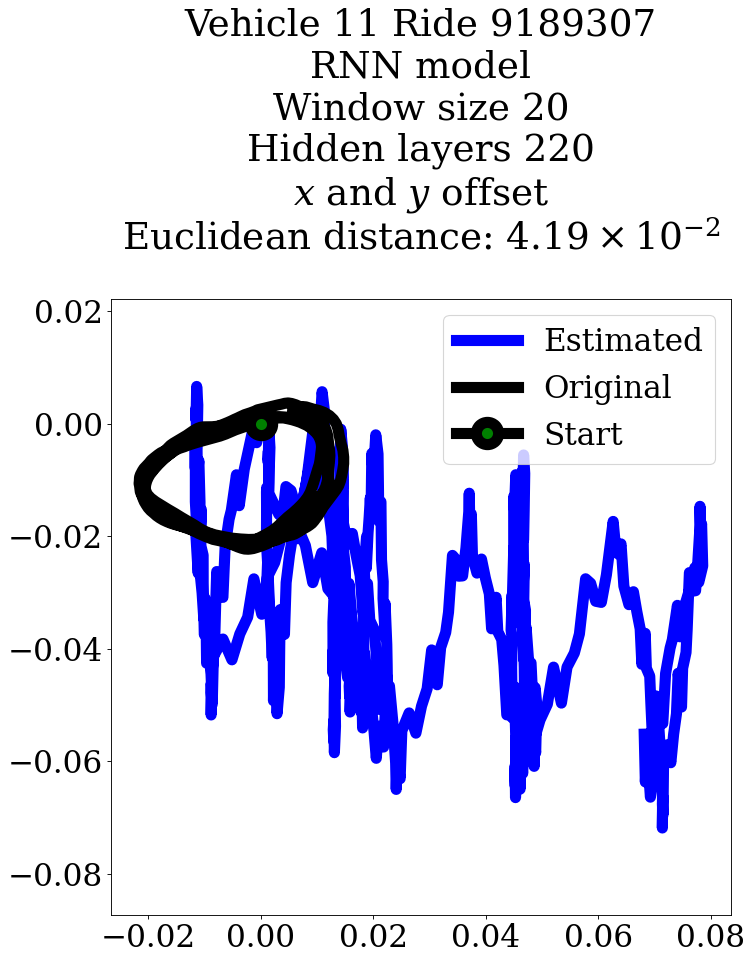 Vehicle 11 Ride 9189307
RNN model
Window size 20
Hidden layers 220
x and y offset
Euclidean distance: 4.19 × 10⁻²
Estimated
Original
Start
0.02
0.00
−0.02
−0.04
−0.06
−0.08
−0.02 0.00 0.02 0.04 0.06 0.08